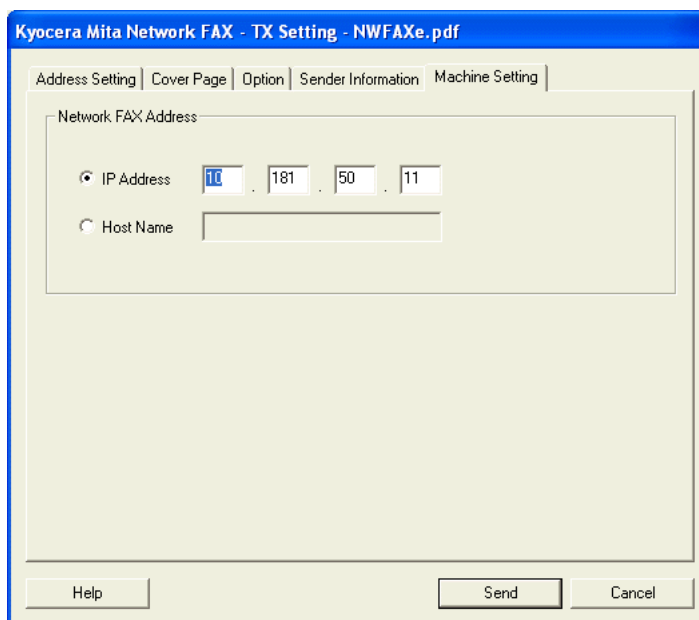 Kyocera Mita Network FAX - TX Setting - NWFAXe.pdf
Address Setting Cover Page Option Sender Information Machine Setting
Network FAX Address
IP Address 10 . 181 . 50 . 11
Host Name
Help Send Cancel